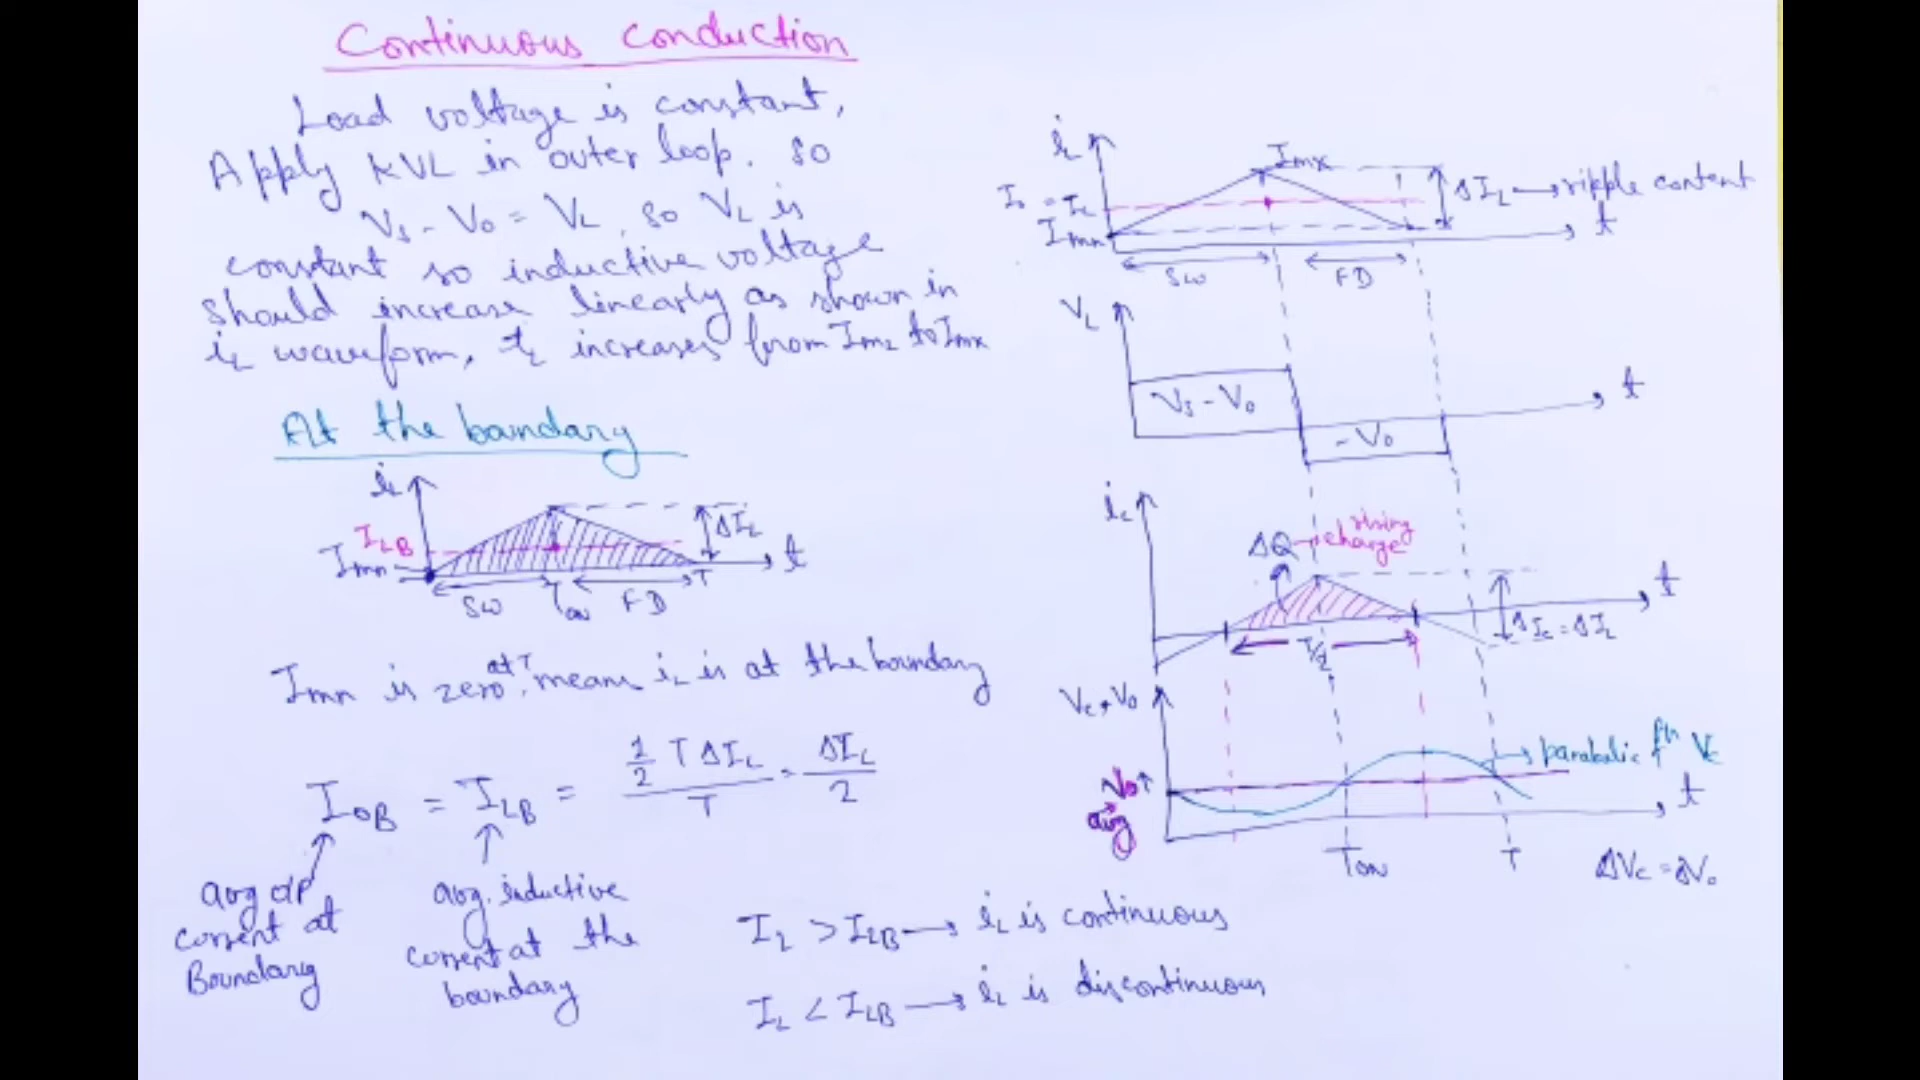 Continuous conduction
Load voltage is constant,
Apply KVL in outer loop. so
Vs - Vo = VL, so VL is
constant so inductive voltage
should increase linearly as shown in
iL waveform, iL increases from Imn to Imx
At the boundary
iL
ILB
Imn
ΔIL
t
SW
TON
FD
T
Imn is zero at T, means iL is at the boundary
IOB = ILB = 1/2 T ΔIL / T = ΔIL / 2
avg o/p
current at
Boundary
avg. inductive
current at the
boundary
IL > ILB → iL is continuous
IL < ILB → iL is discontinuous
iL
Imx
Io = IL
Imn
ΔIL → ripple content
t
SW
FD
VL
Vs - Vo
- Vo
t
ic
ΔQ → rising charge
t
T/2
ΔIc = ΔIL
Vc, Vo
parabolic fn Vc
Vo
avg
t
TON
T
ΔVc = ΔVo